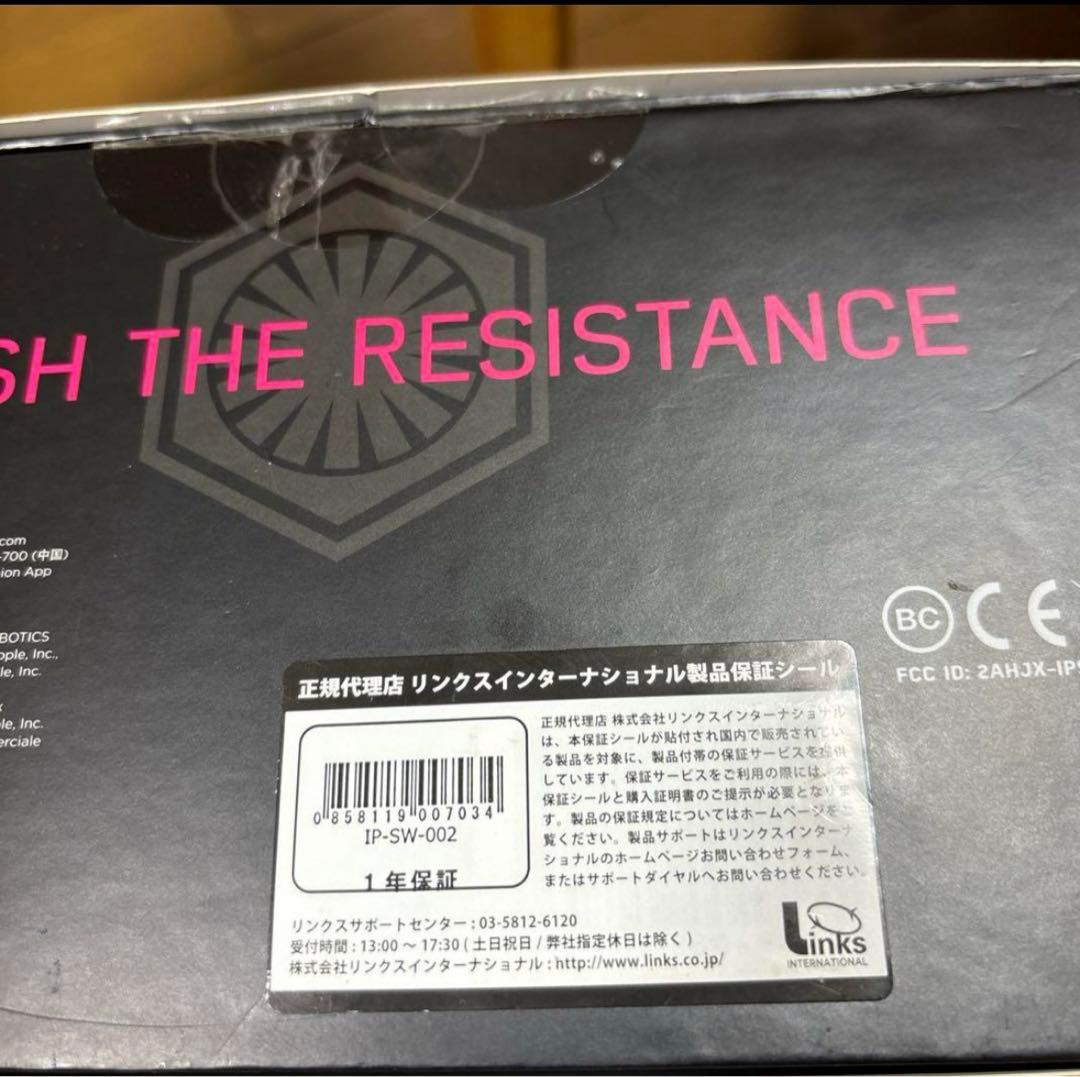 SH THE RESISTANCE
.com
-700 (中国)
ion App
BOTICS
pple, Inc.,
le, Inc.
le, Inc.
erciale
BC CE
FCC ID: 2AHJX-IP
正規代理店 リンクスインターナショナル製品保証シール
0 858119 007034
IP-SW-002
1 年保証
正規代理店 株式会社リンクスインターナショナル
は、本保証シールが貼付され国内で販売されてい
る製品を対象に、製品付帯の保証サービスを提供
しています。保証サービスをご利用の際には、本
保証シールと購入証明書のご提示が必要となりま
す。製品の保証規定についてはホームページをご
覧ください。製品サポートはリンクスインターナ
ショナルのホームページお問い合わせフォーム、
またはサポートダイヤルへお問い合わせください。
リンクスサポートセンター : 03-5812-6120
受付時間 : 13:00 〜 17:30 ( 土日祝日 / 弊社指定休日は除く )
株式会社リンクスインターナショナル : http://www.links.co.jp/
Links
INTERNATIONAL